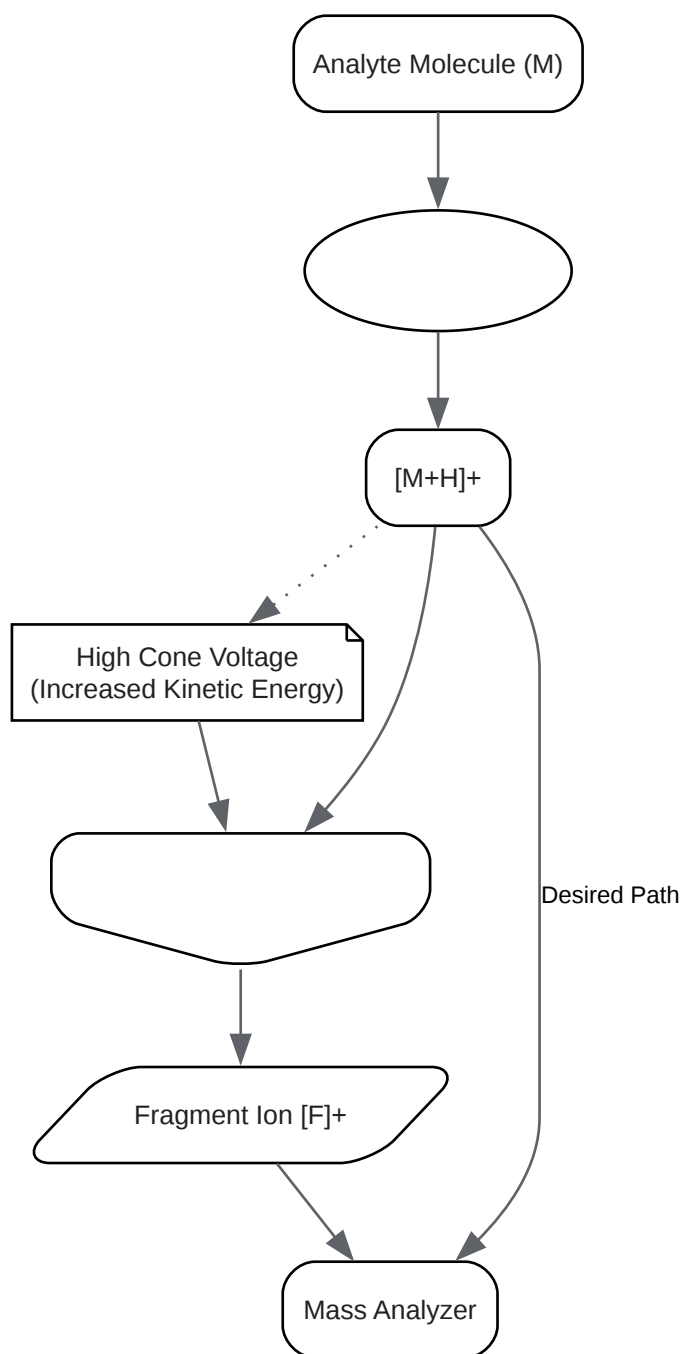 Analyte Molecule (M)
[M+H]+
High Cone Voltage
(Increased Kinetic Energy)
Desired Path
Fragment Ion [F]+
Mass Analyzer